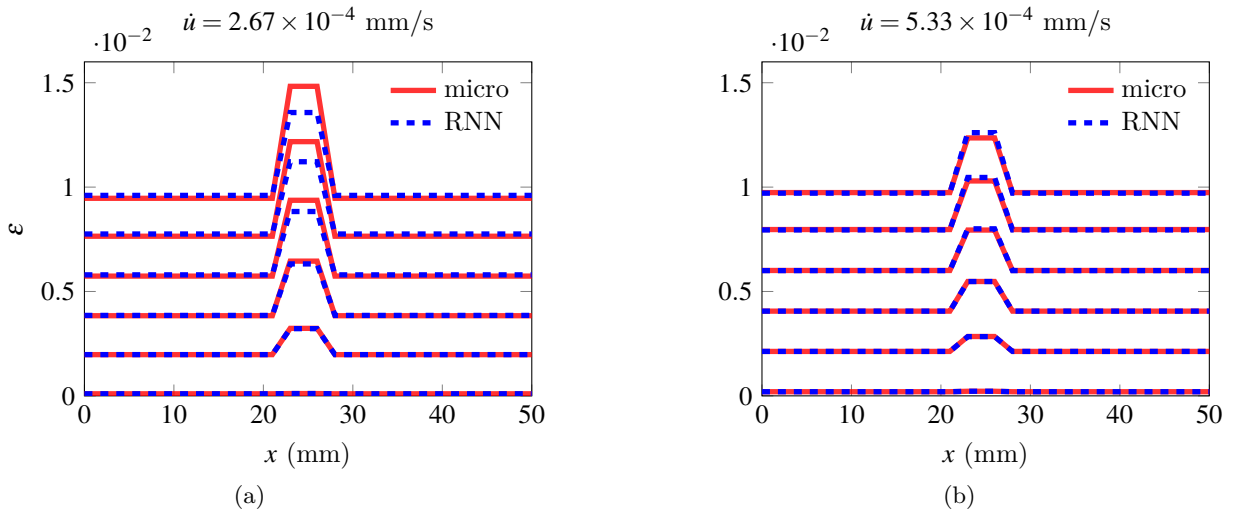 u̇ = 2.67 × 10⁻⁴ mm/s
·10⁻²
1.5
1
0.5
0
ε
micro
RNN
0 10 20 30 40 50
x (mm)
(a)
u̇ = 5.33 × 10⁻⁴ mm/s
·10⁻²
1.5
1
0.5
0
micro
RNN
0 10 20 30 40 50
x (mm)
(b)